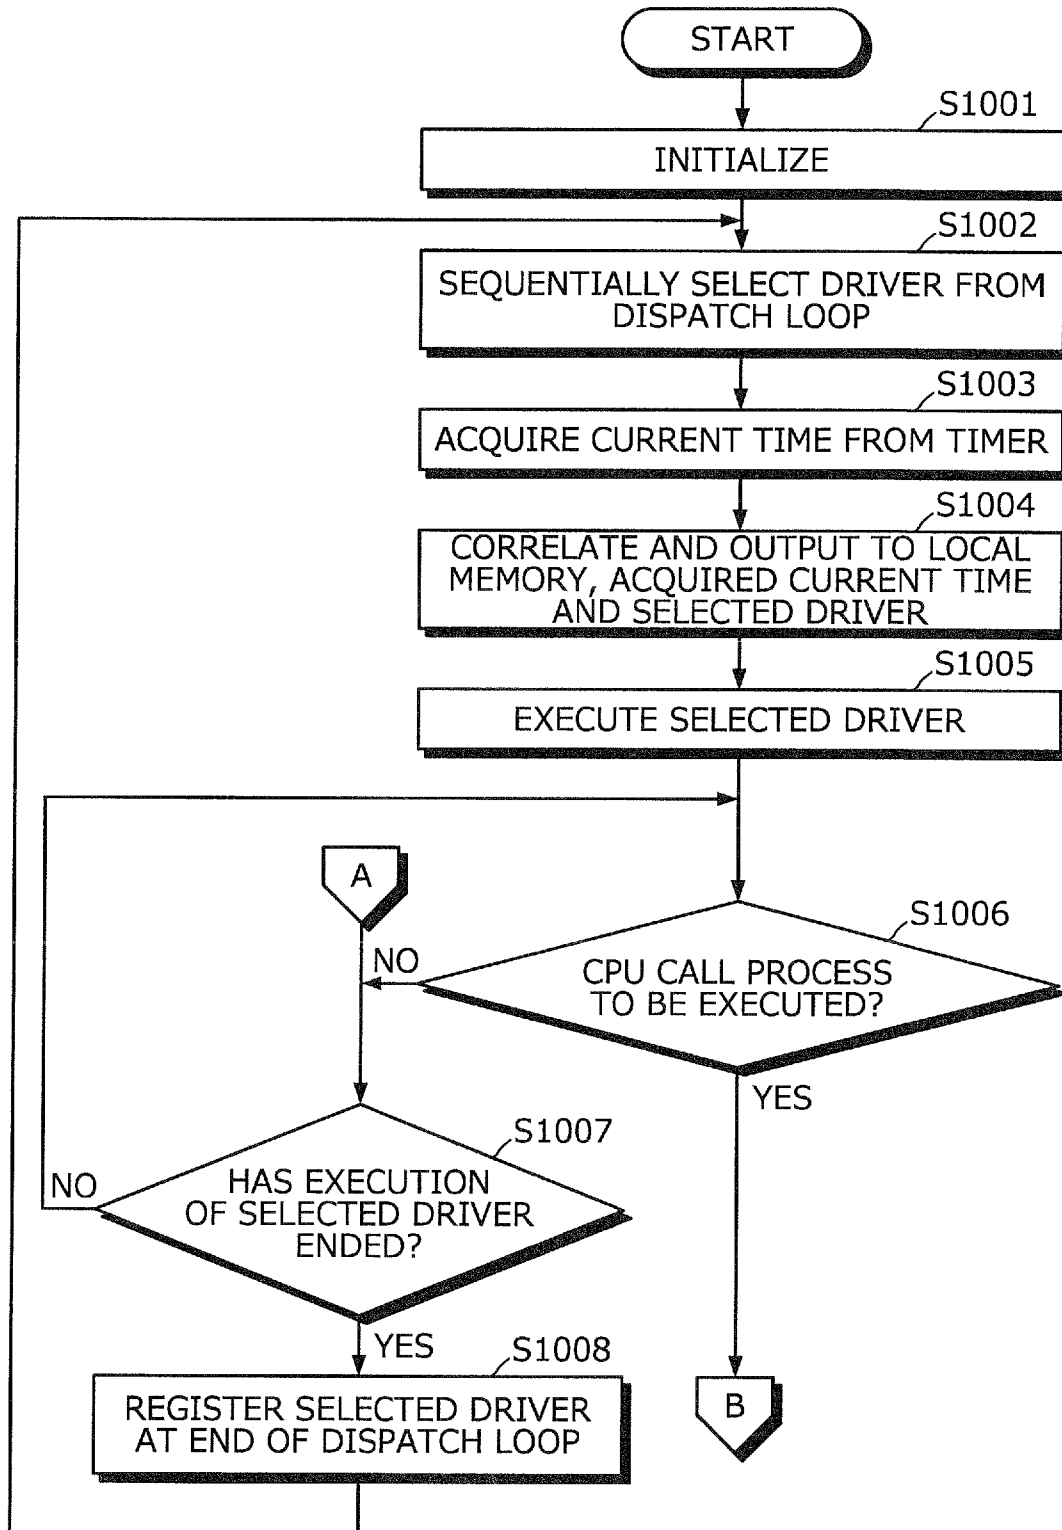 START
S1001
INITIALIZE
S1002
SEQUENTIALLY SELECT DRIVER FROM
DISPATCH LOOP
S1003
ACQUIRE CURRENT TIME FROM TIMER
S1004
CORRELATE AND OUTPUT TO LOCAL
MEMORY, ACQUIRED CURRENT TIME
AND SELECTED DRIVER
S1005
EXECUTE SELECTED DRIVER
A
S1006
NO
CPU CALL PROCESS
TO BE EXECUTED?
YES
S1007
NO
HAS EXECUTION
OF SELECTED DRIVER
ENDED?
YES
S1008
REGISTER SELECTED DRIVER
AT END OF DISPATCH LOOP
B